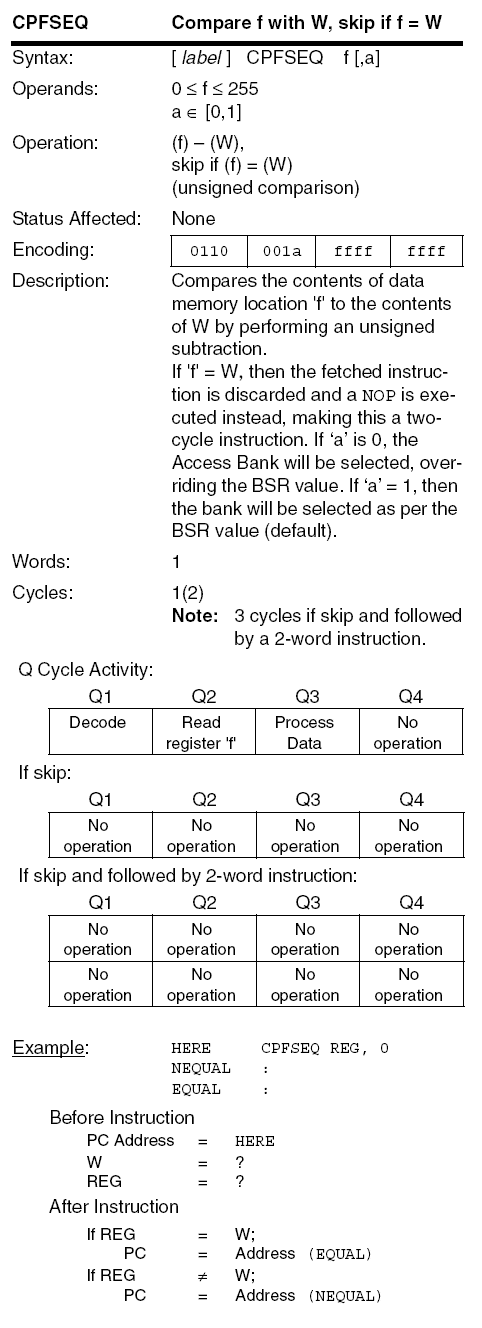 CPFSEQ Compare f with W, skip if f = W
Syntax: [ label ] CPFSEQ f [,a]
Operands: 0 ≤ f ≤ 255
a ∈ [0,1]
Operation: (f) – (W),
skip if (f) = (W)
(unsigned comparison)
Status Affected: None
Encoding: 0110 001a ffff ffff
Description: Compares the contents of data
memory location 'f' to the contents
of W by performing an unsigned
subtraction.
If 'f' = W, then the fetched instruc-
tion is discarded and a NOP is exe-
cuted instead, making this a two-
cycle instruction. If ‘a’ is 0, the
Access Bank will be selected, over-
riding the BSR value. If ‘a’ = 1, then
the bank will be selected as per the
BSR value (default).
Words: 1
Cycles: 1(2)
Note: 3 cycles if skip and followed
by a 2-word instruction.
Q Cycle Activity:
Q1 Q2 Q3 Q4
Decode Read Process No
register 'f' Data operation
If skip:
Q1 Q2 Q3 Q4
No No No No
operation operation operation operation
If skip and followed by 2-word instruction:
Q1 Q2 Q3 Q4
No No No No
operation operation operation operation
No No No No
operation operation operation operation
Example: HERE CPFSEQ REG, 0
NEQUAL :
EQUAL :
Before Instruction
PC Address = HERE
W = ?
REG = ?
After Instruction
If REG = W;
PC = Address (EQUAL)
If REG ≠ W;
PC = Address (NEQUAL)